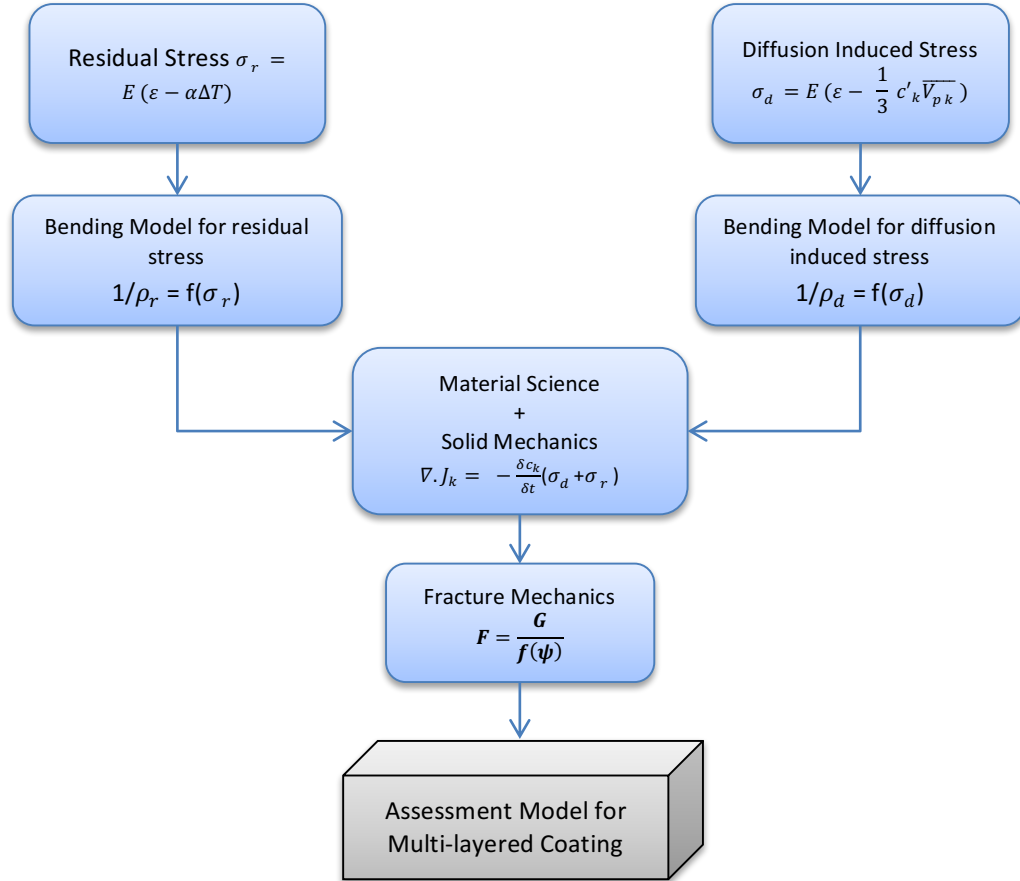 Residual Stress σ_r =
E (ε − αΔT)
Diffusion Induced Stress
σ_d = E (ε − 1/3 c'_k V̅_{pk})
Bending Model for residual
stress
1/ρ_r = f(σ_r)
Bending Model for diffusion
induced stress
1/ρ_d = f(σ_d)
Material Science
+
Solid Mechanics
∇.J_k = − δc_k/δt (σ_d +σ_r)
Fracture Mechanics
F = G/f(ψ)
Assessment Model for
Multi-layered Coating